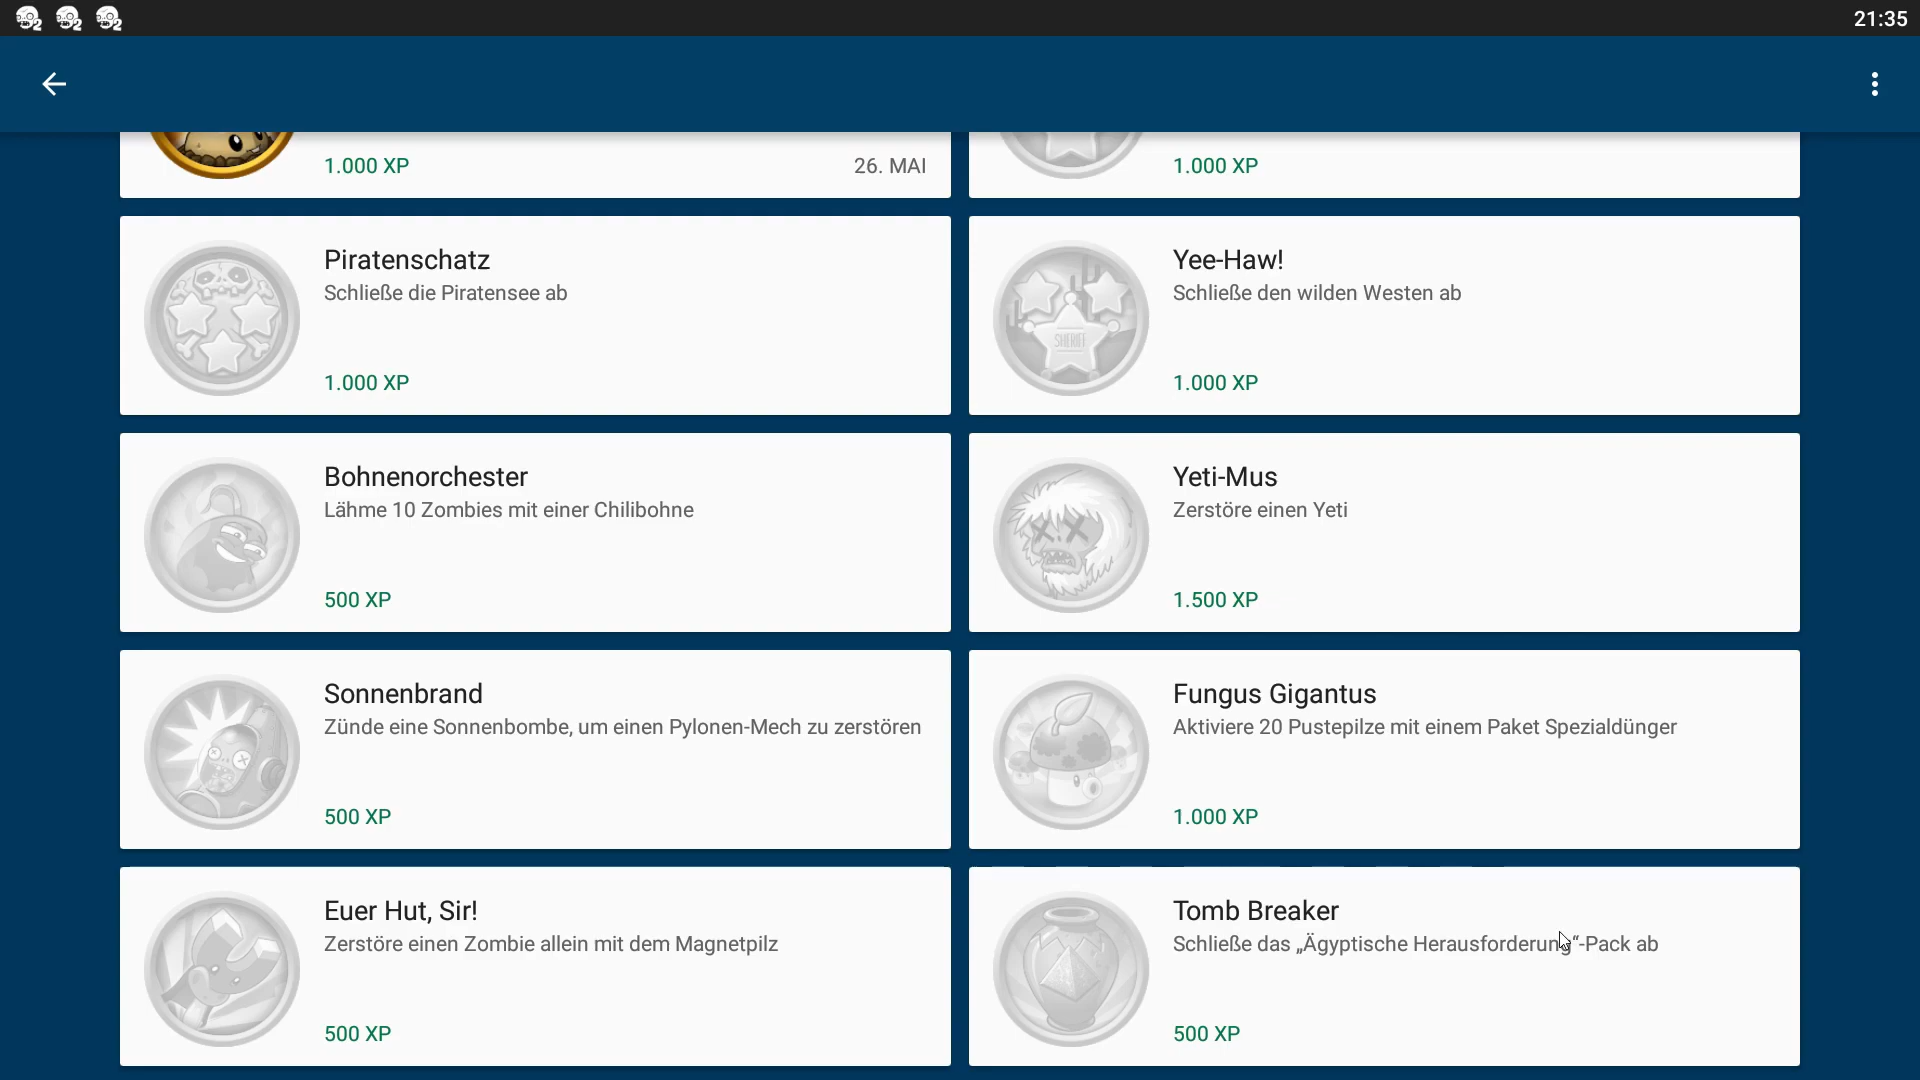 21:35
1.000 XP
26. MAI
1.000 XP
Piratenschatz
Schließe die Piratensee ab
1.000 XP
Yee-Haw!
Schließe den wilden Westen ab
SHERIFF
1.000 XP
Bohnenorchester
Lähme 10 Zombies mit einer Chilibohne
500 XP
Yeti-Mus
Zerstöre einen Yeti
1.500 XP
Sonnenbrand
Zünde eine Sonnenbombe, um einen Pylonen-Mech zu zerstören
500 XP
Fungus Gigantus
Aktiviere 20 Pustepilze mit einem Paket Spezialdünger
1.000 XP
Euer Hut, Sir!
Zerstöre einen Zombie allein mit dem Magnetpilz
500 XP
Tomb Breaker
Schließe das „Ägyptische Herausforderung“-Pack ab
500 XP